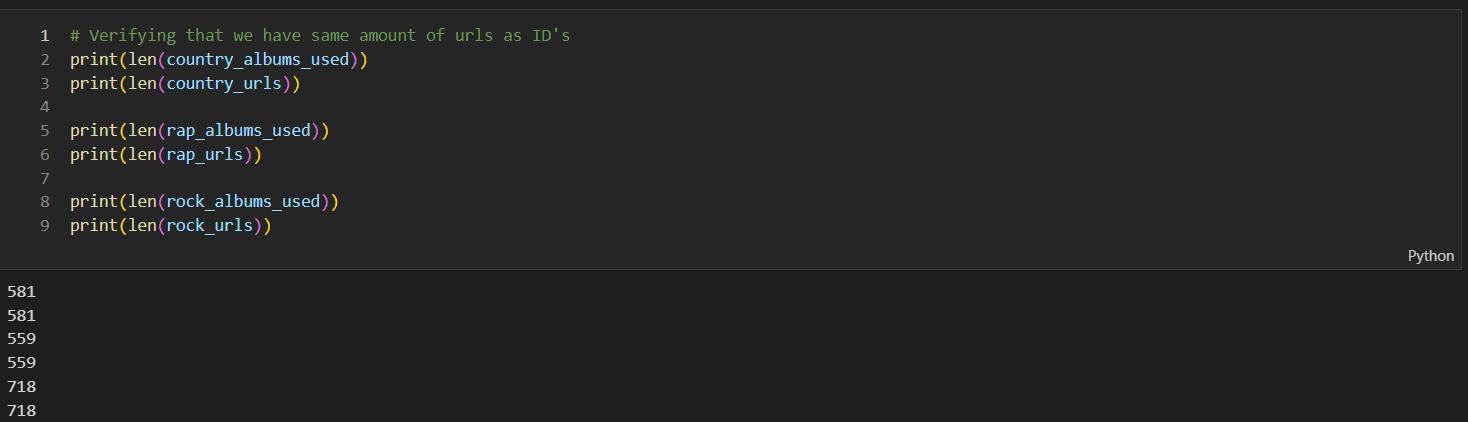 1 # Verifying that we have same amount of urls as ID's
2 print(len(country_albums_used))
3 print(len(country_urls))
4
5 print(len(rap_albums_used))
6 print(len(rap_urls))
7
8 print(len(rock_albums_used))
9 print(len(rock_urls))
Python
581
581
559
559
718
718